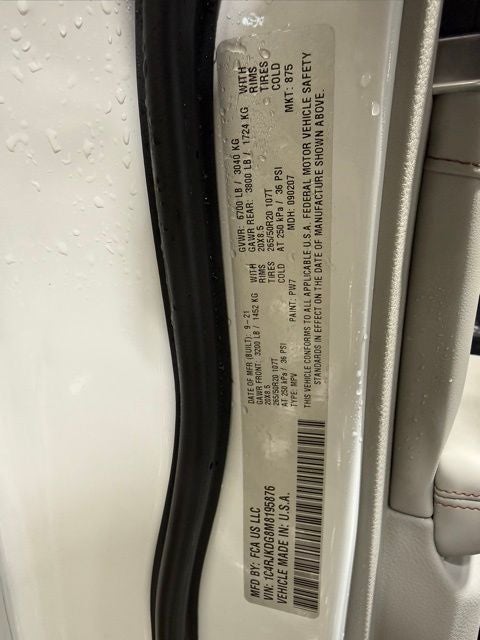 MFD BY: FCA US LLC
VIN: 1C4RJKDG8M8195876
VEHICLE MADE IN: U.S.A.
DATE OF MFR (BUILT): 9-21 GVWR: 6700 LB / 3040 KG
GAWR FRONT: 3200 LB / 1452 KG WITH GAWR REAR: 3800 LB / 1724 KG WITH
20X8.5 RIMS 20X8.5 RIMS
265/50R20 107T TIRES 265/50R20 107T TIRES
AT 250 kPa / 36 PSI COLD AT 250 kPa / 36 PSI COLD
TYPE: MPV PAINT: PW7 MDH: 090207 MKT: 875
THIS VEHICLE CONFORMS TO ALL APPLICABLE U.S.A. FEDERAL MOTOR VEHICLE SAFETY
STANDARDS IN EFFECT ON THE DATE OF MANUFACTURE SHOWN ABOVE.